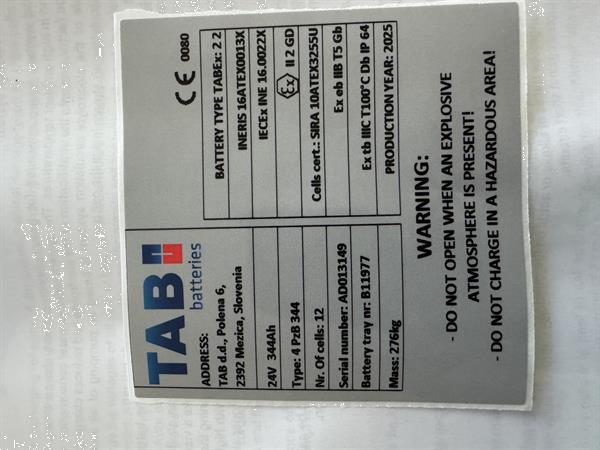 TAB
batteries
CE 0080
ADDRESS:
TAB d.d., Polena 6,
2392 Mezica, Slovenia
24V 344Ah
Type: 4 PzB 344
Nr. Of cells: 12
Serial number: AD013149
Battery tray nr: B11977
Mass: 276kg
BATTERY TYPE TABEx: 2 2
INERIS 16ATEX0013X
IECEx INE 16.0022X
Ex II 2 GD
Cells cert.: SIRA 10ATEX3255U
Ex eb IIB T5 Gb
Ex tb IIIC T100°C Db IP 64
PRODUCTION YEAR: 2025
WARNING:
- DO NOT OPEN WHEN AN EXPLOSIVE
ATMOSPHERE IS PRESENT!
- DO NOT CHARGE IN A HAZARDOUS AREA!